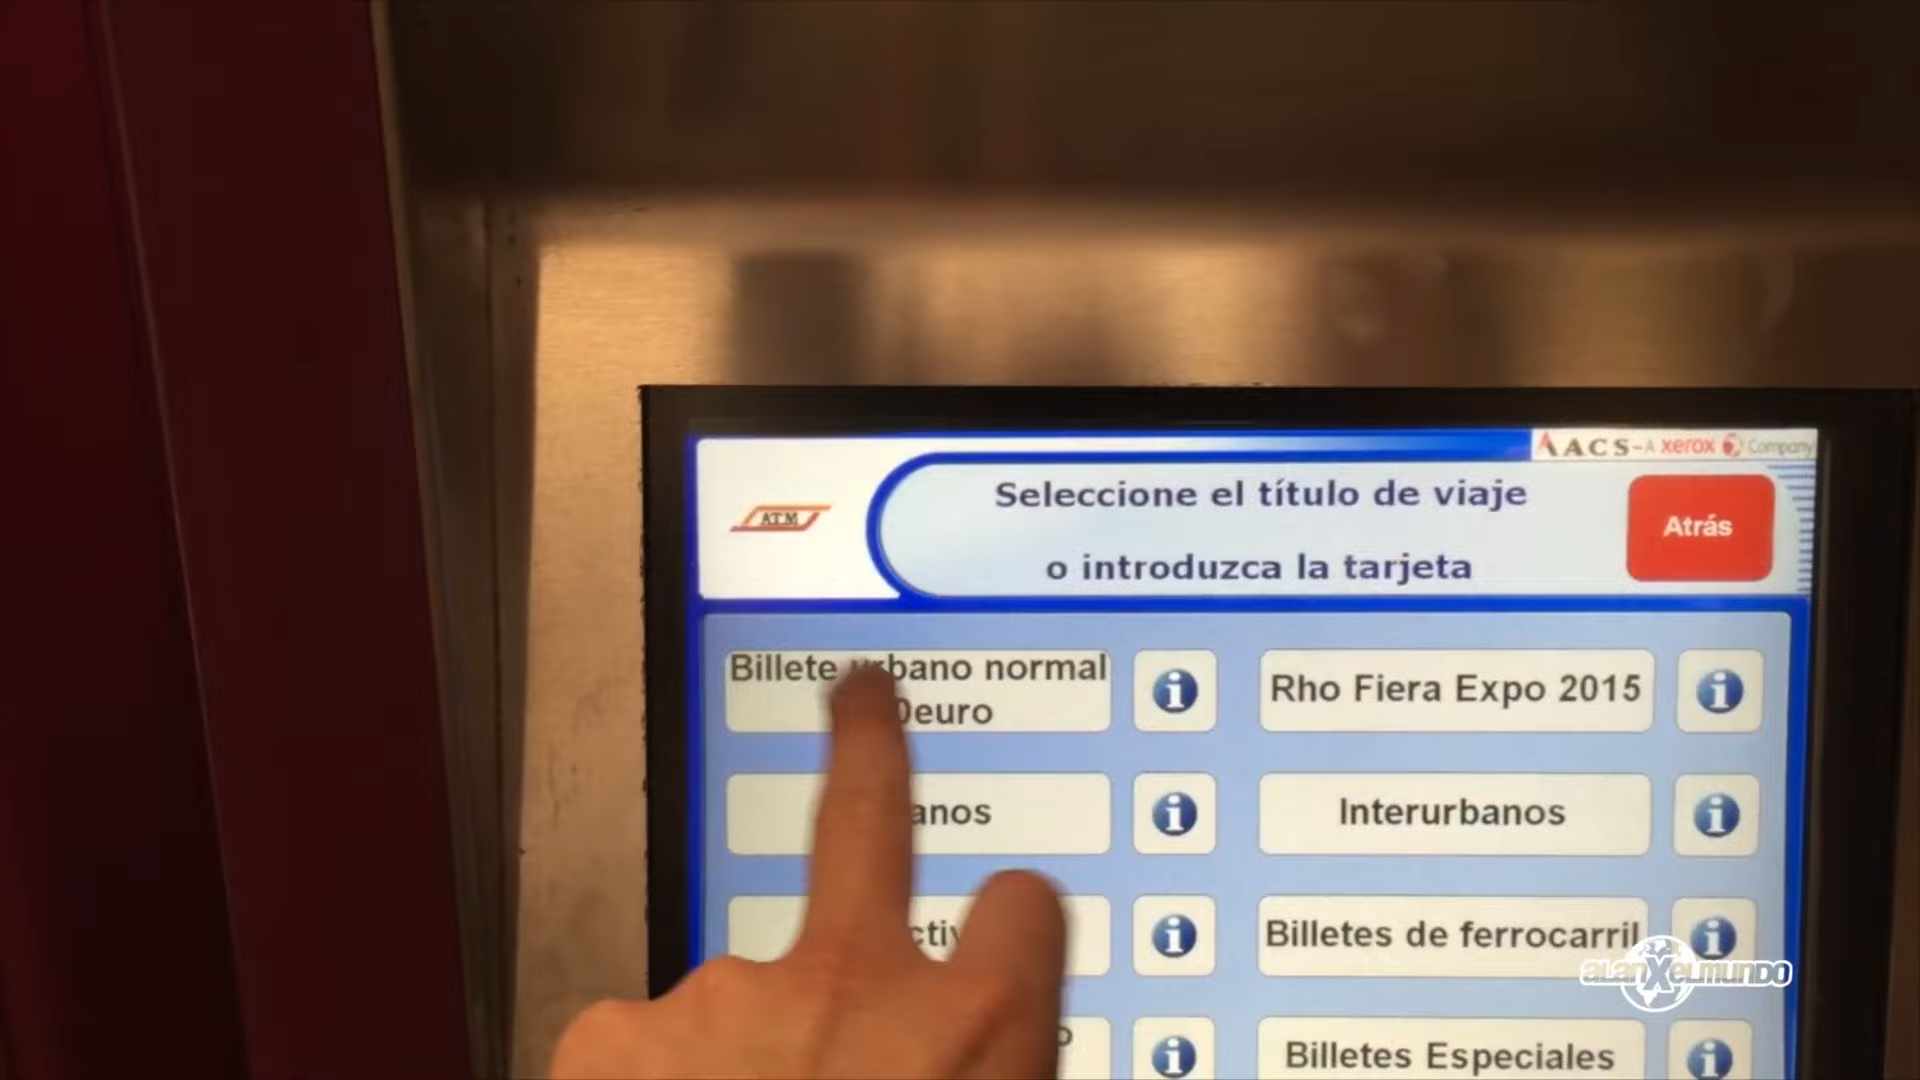 ACS-A xerox Company
ATM
Seleccione el título de viaje
o introduzca la tarjeta
Atrás
Billete urbano normal
0euro
Rho Fiera Expo 2015
anos
Interurbanos
Billetes de ferrocarril
Billetes Especiales
alanXelmundo